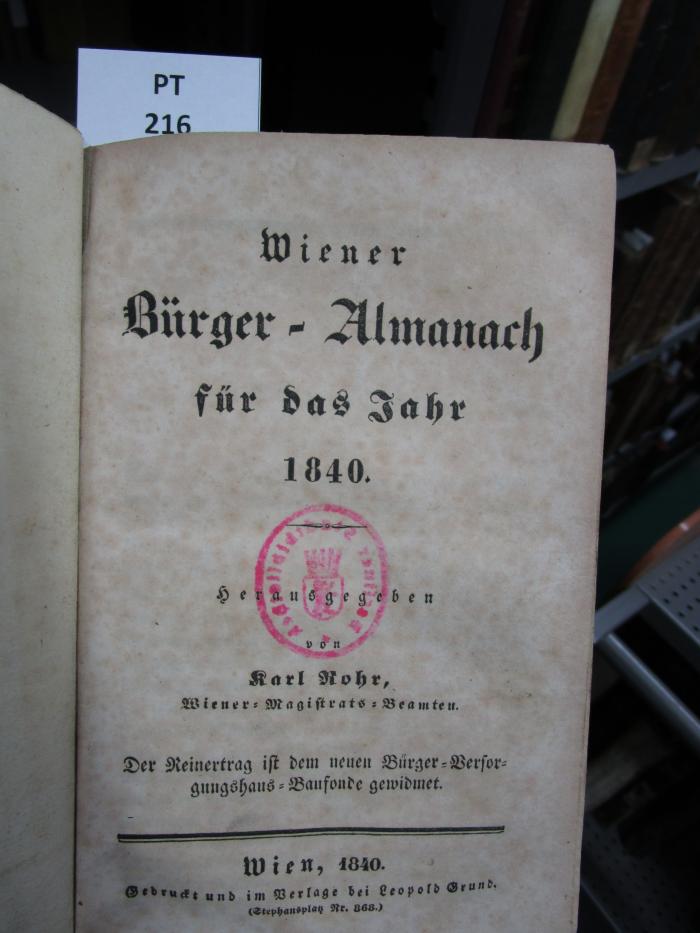 PT
216
Wiener
Bürger - Almanach
für das Jahr
1840.
Berliner Stadtbibliothek
Herausgegeben
von
Karl Rohr,
Wiener-Magistrats-Beamten.
Der Reinertrag ist dem neuen Bürger-Versor-
gungshaus-Baufonde gewidmet.
Wien, 1840.
Gedruckt und im Verlage bei Leopold Grund.
(Stephansplatz Nr. 868.)